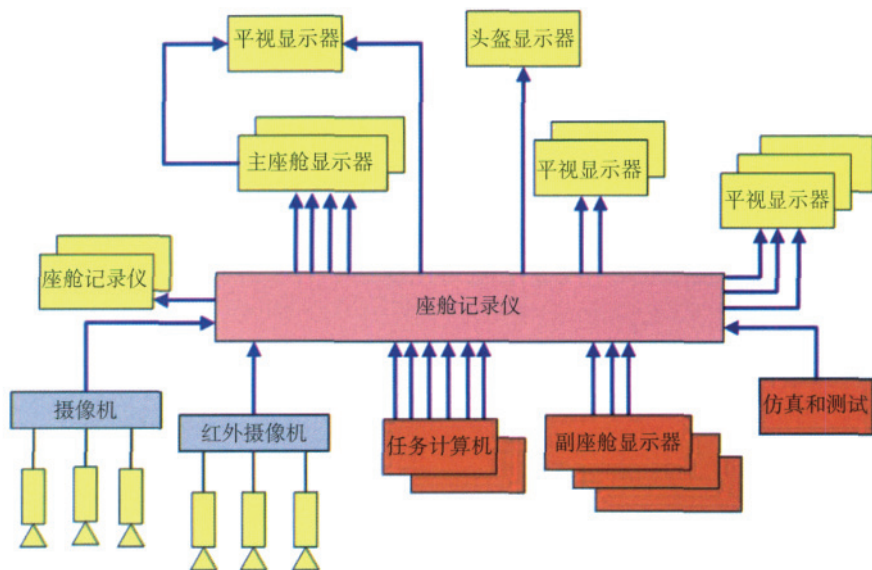 平视显示器
头盔显示器
主座舱显示器
平视显示器
平视显示器
座舱记录仪
座舱记录仪
摄像机
红外摄像机
任务计算机
副座舱显示器
仿真和测试